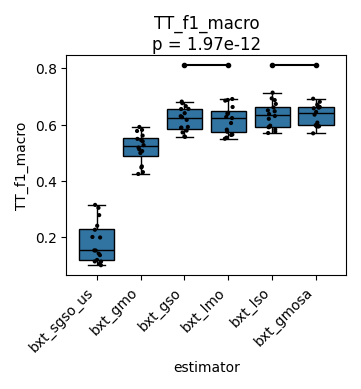 TT_f1_macro
p = 1.97e-12
TT_f1_macro
0.8
0.6
0.4
0.2
bxt_sgso_us
bxt_gmo
bxt_gso
bxt_lmo
bxt_lso
bxt_gmosa
estimator